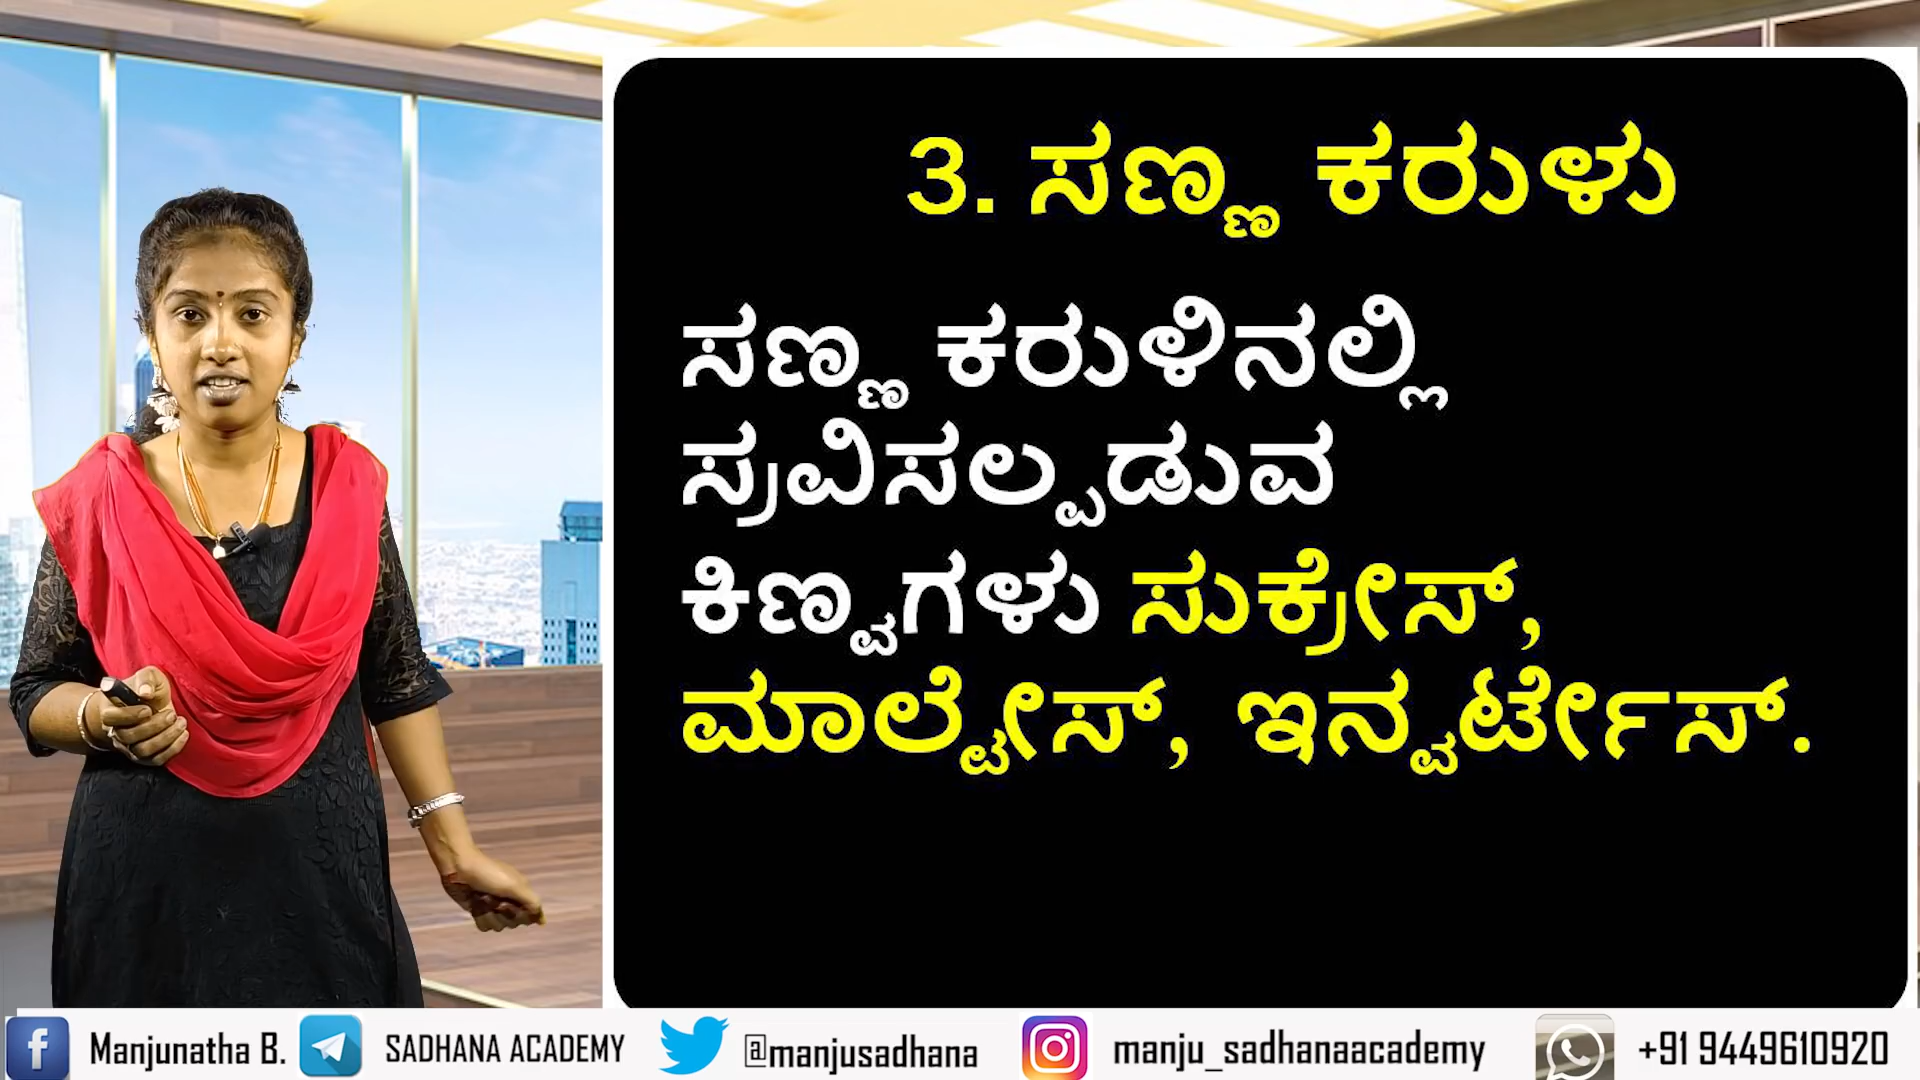 3. ಸಣ್ಣ ಕರುಳು
ಸಣ್ಣ ಕರುಳಿನಲ್ಲಿ
ಸ್ರವಿಸಲ್ಪಡುವ
ಕಿಣ್ವಗಳು ಸುಕ್ರೇಸ್,
ಮಾಲ್ಟೇಸ್, ಇನ್ವರ್ಟೇಸ್.
Manjunatha B. SADHANA ACADEMY @manjusadhana manju_sadhanaacademy +91 9449610920